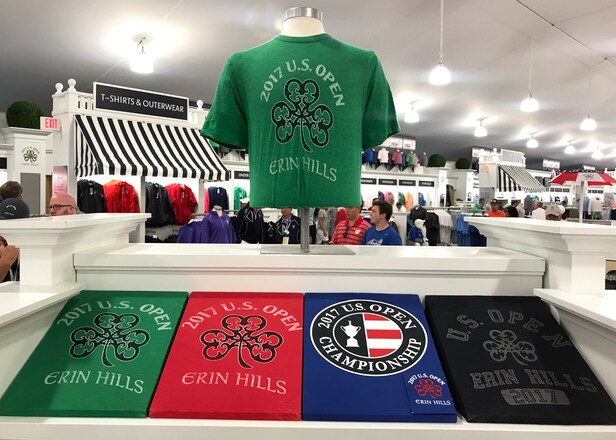 T-SHIRTS & OUTERWEAR
EXIT
2017 U.S. OPEN
ERIN HILLS
2017 U.S. OPEN
ERIN HILLS
2017 U.S. OPEN
ERIN HILLS
2017 U.S. OPEN
CHAMPIONSHIP
2017 U.S. OPEN
ERIN HILLS
U.S. OPEN
ERIN HILLS
2017